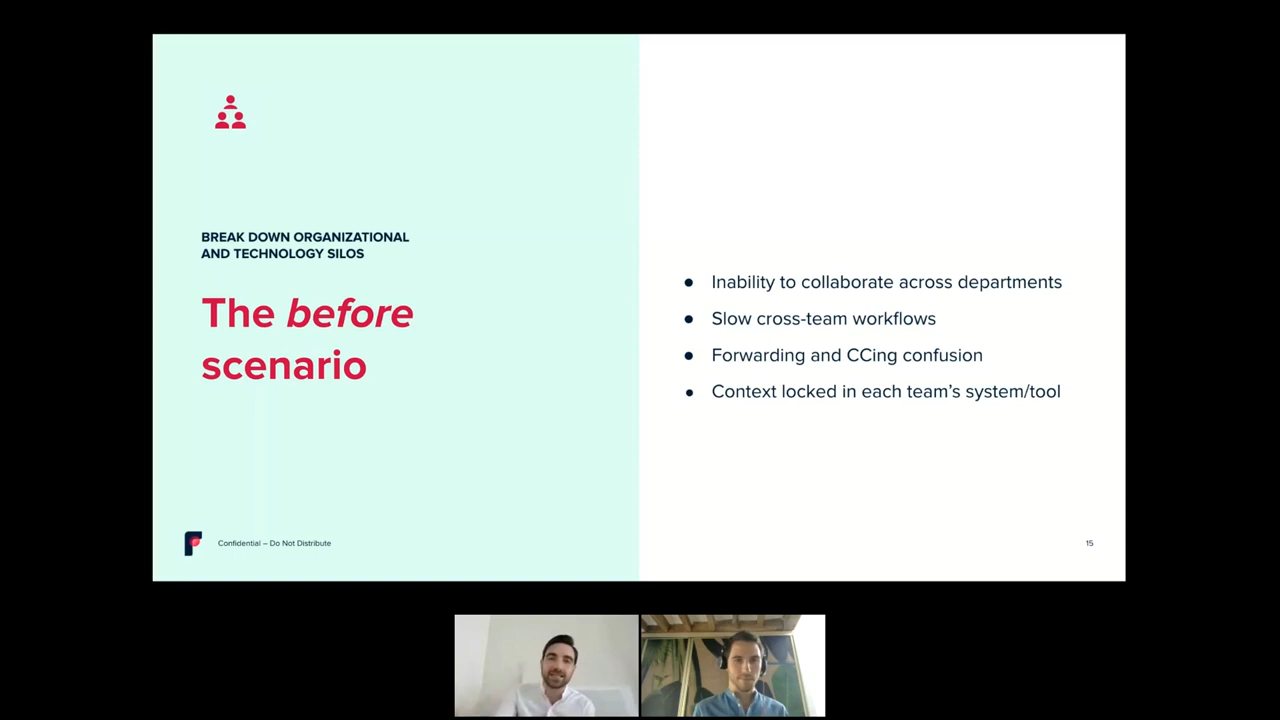 BREAK DOWN ORGANIZATIONAL
AND TECHNOLOGY SILOS
The before
scenario
● Inability to collaborate across departments
● Slow cross-team workflows
● Forwarding and CCing confusion
● Context locked in each team’s system/tool
Confidential – Do Not Distribute
15